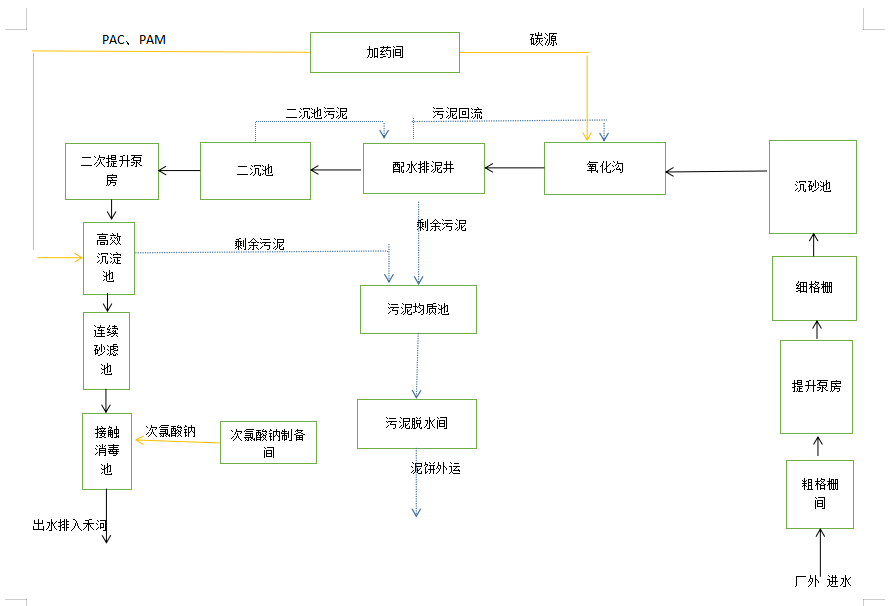 PAC、PAM
加药间
碳源
二沉池污泥
污泥回流
二次提升泵
房
二沉池
配水排泥井
氧化沟
沉砂池
剩余污泥
高效
沉淀
池
剩余污泥
细格栅
污泥均质池
连续
砂滤
池
提升泵房
接触
消毒
池
次氯酸钠
次氯酸钠制备
间
污泥脱水间
泥饼外运
粗格栅
间
出水排入禾河
厂外 进水